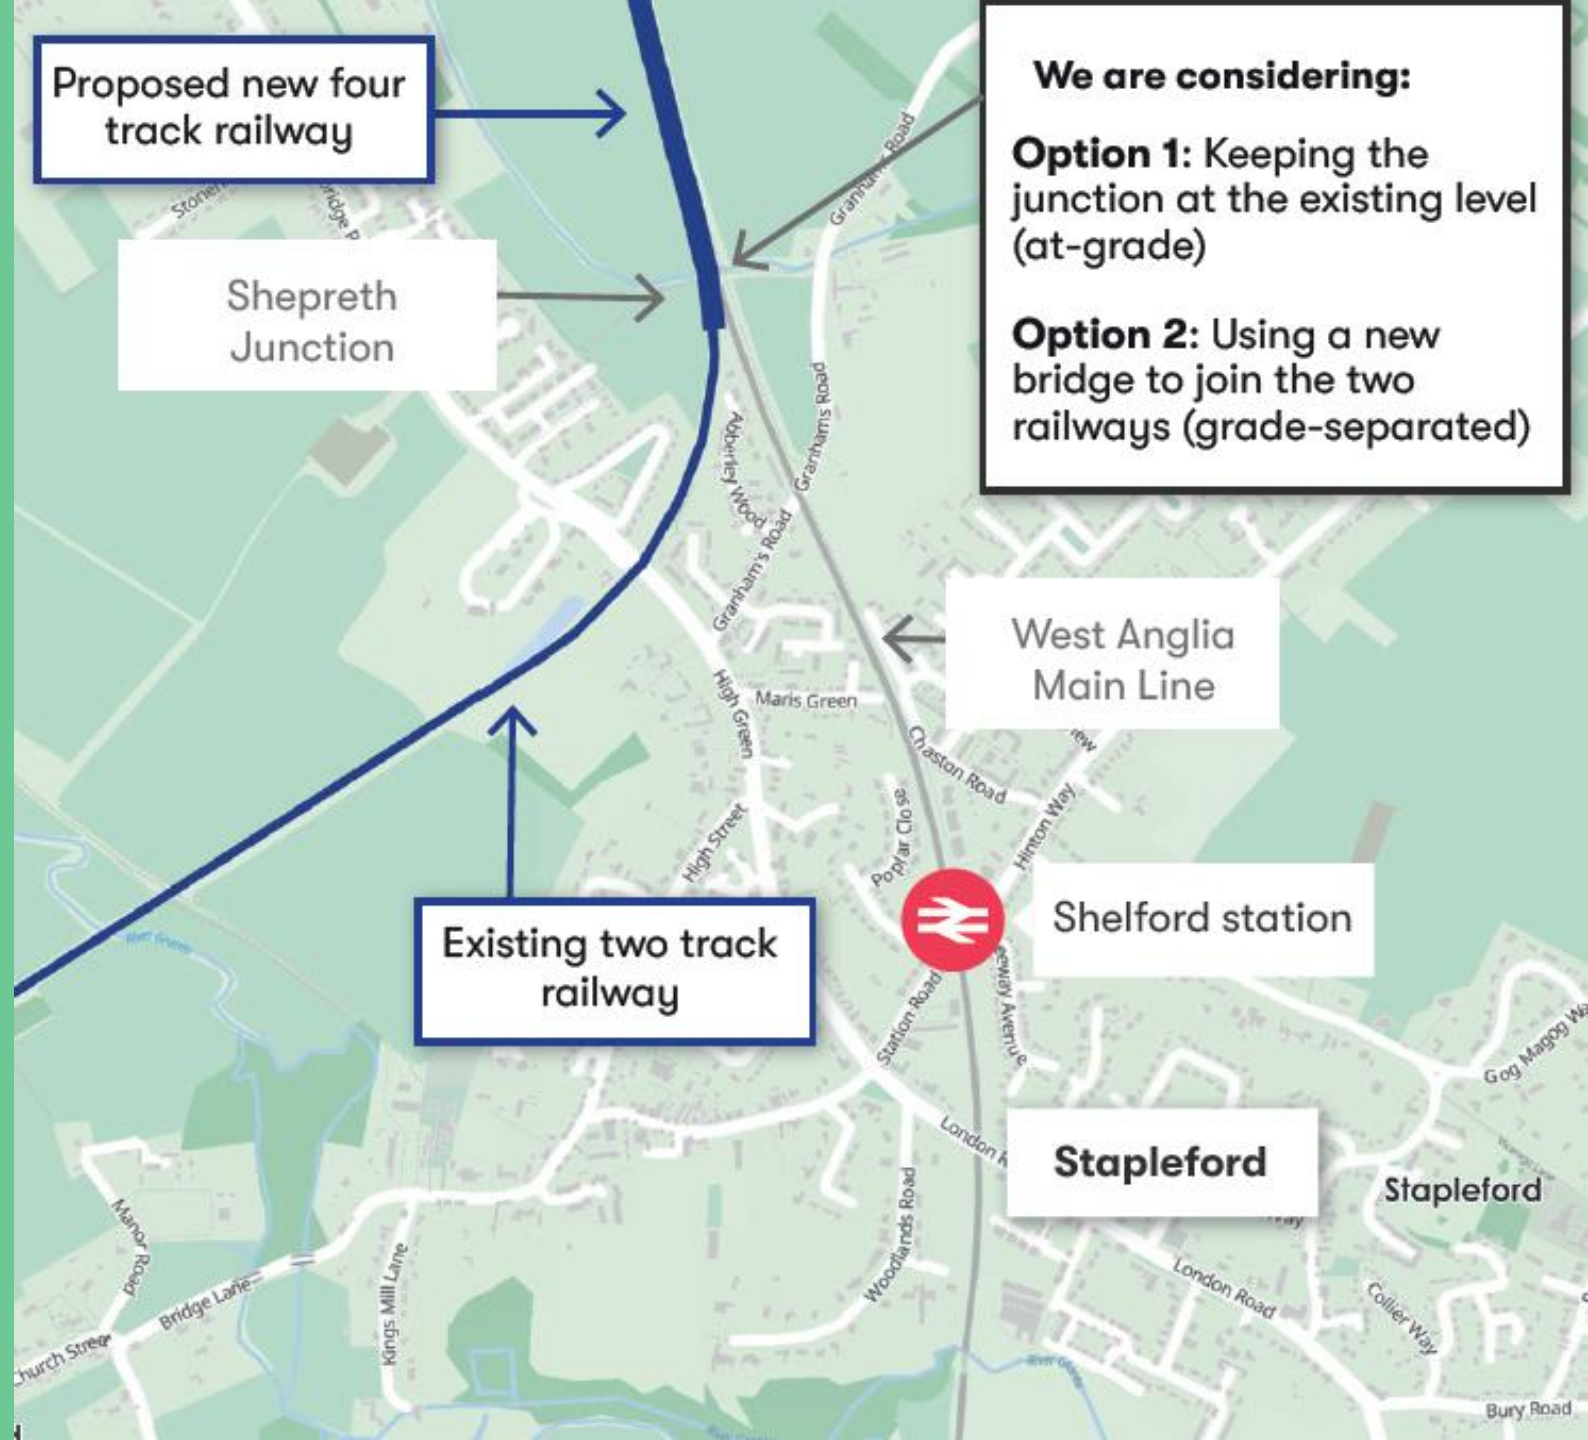 Proposed new four
track railway
We are considering:
Option 1: Keeping the
junction at the existing level
(at-grade)
Option 2: Using a new
bridge to join the two
railways (grade-separated)
Granham's Road
Shepreth
Junction
Granhams Road
Abberley Wood
Granham's Road
West Anglia
Main Line
Maris Green
High Green
Chaston Road
Hinton Way
Poplar Close
High Street
Shelford station
Existing two track
railway
Station Road
London
Gog Magog
Stapleford
Stapleford
Manor Road
Woodlands Road
Bridge Lane
Kings Mill Lane
London Road
Collier Way
Church Street
Bury Road